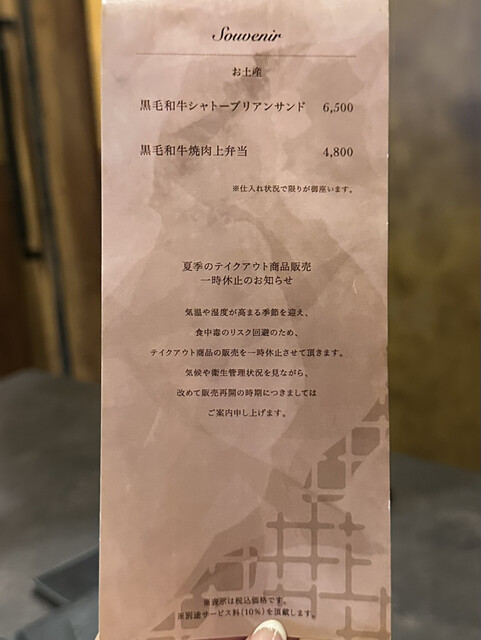 Souvenir
お土産
黒毛和牛シャトーブリアンサンド 6,500
黒毛和牛焼肉上弁当 4,800
※仕入れ状況で限りが御座います。
夏季のテイクアウト商品販売
一時休止のお知らせ
気温や湿度が高まる季節を迎え、
食中毒のリスク回避のため、
テイクアウト商品の販売を一時休止させて頂きます。
気候や衛生管理状況を見ながら、
改めて販売再開の時期につきましては
ご案内申し上げます。
※表示は税込価格です。
※別途サービス料(10%)を頂戴します。